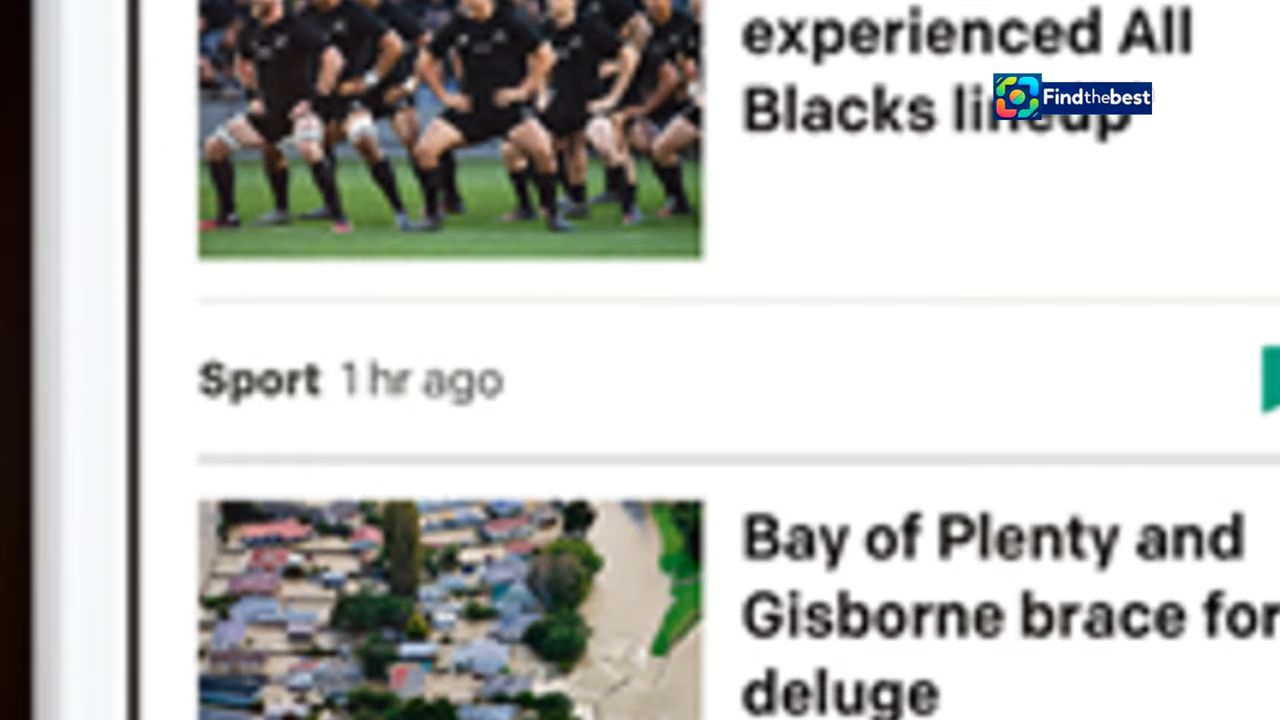 experienced All
Blacks lineup
Findthebest
Sport 1 hr ago
Bay of Plenty and
Gisborne brace for
deluge